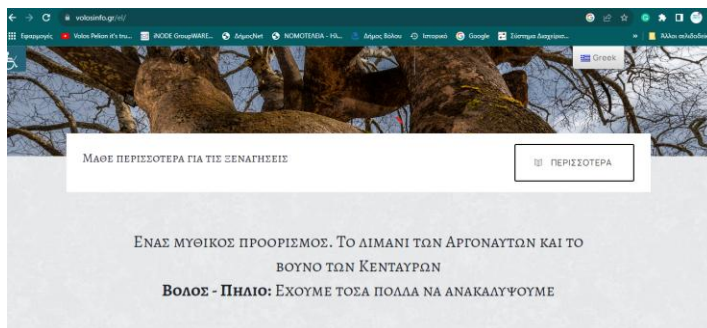 volosinfo.gr/el/
Εφαρμογές Volos Pelion it's tru... iNODE GroupWARE... ΔήμοςNet ΝΟΜΟΤΕΛΕΙΑ - Ηλ... Δήμος Βόλου Ιστορικό Google Σύστημα Διαχείρισ... » Άλλοι σελιδοδείκ
Greek
Μαθε περισσοτερα για τις ξεναγησεις
ΠΕΡΙΣΣΟΤΕΡΑ
Ενας μυθικος προορισμος. Το λιμανι των Αργοναυτων και το
βουνο των Κενταυρων
Βολος - Πηλιο: Εχουμε τοσα πολλα να ανακαλυψουμε